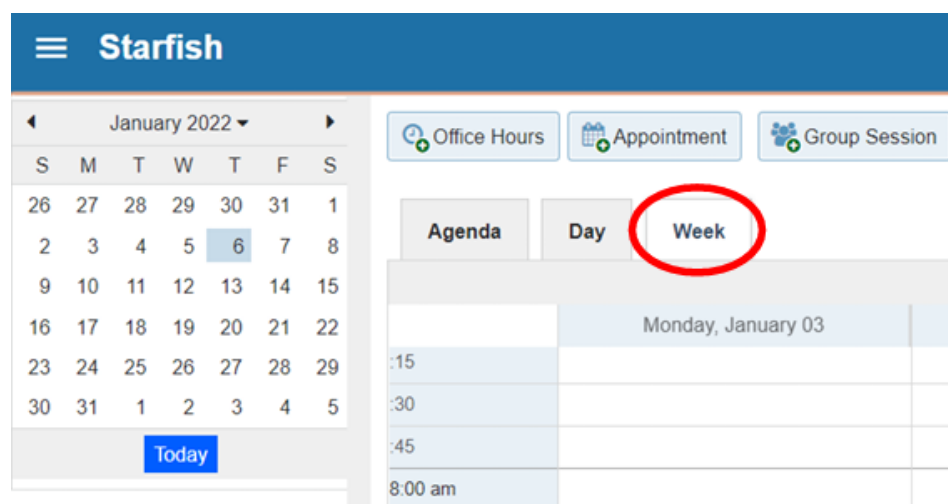 Starfish
January 2022
S M T W T F S
26 27 28 29 30 31 1
2 3 4 5 6 7 8
9 10 11 12 13 14 15
16 17 18 19 20 21 22
23 24 25 26 27 28 29
30 31 1 2 3 4 5
Today
Office Hours Appointment Group Session
Agenda Day Week
Monday, January 03
:15
:30
:45
8:00 am